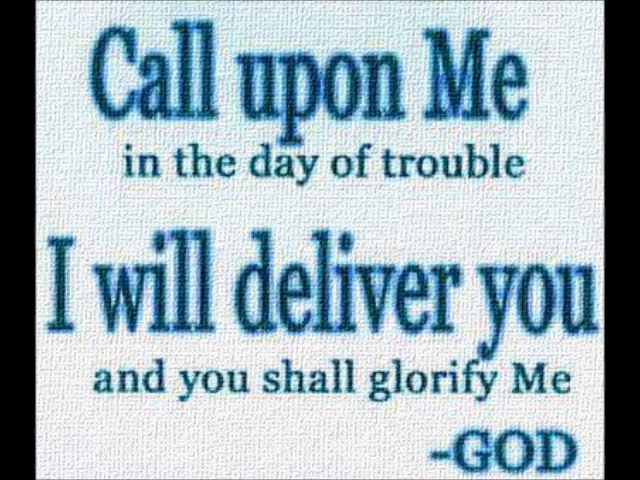 Call upon Me
in the day of trouble
I will deliver you
and you shall glorify Me
-GOD